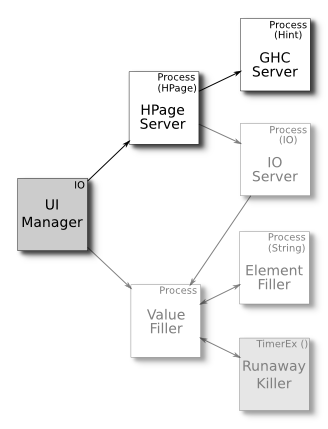 Process
(Hint)
GHC
Server
Process
(HPage)
HPage
Server
Process
(IO)
IO
Server
IO
UI
Manager
Process
(String)
Element
Filler
Process
Value
Filler
TimerEx ()
Runaway
Killer